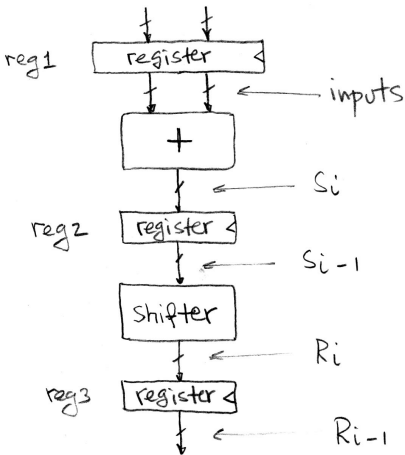 reg1
register
inputs
+
Si
reg2
register
Si-1
Shifter
Ri
reg3
register
Ri-1